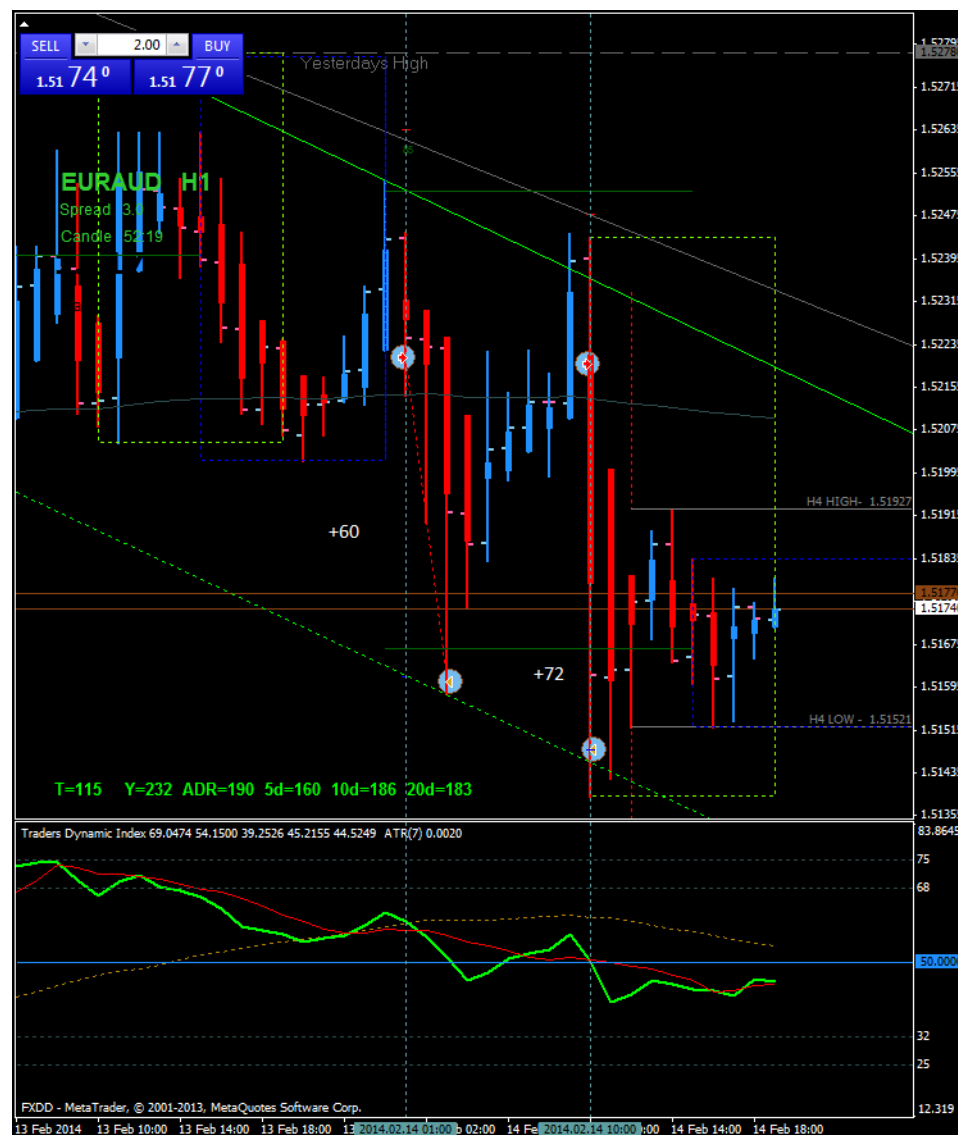 SELL 2.00 BUY
1.51 74 0 1.51 77 0
Yesterdays High
EURAUD H1
Spread 3.0
Candle 52:19
+60
+72
H4 HIGH- 1.51927
H4 LOW - 1.51521
T=115 Y=232 ADR=190 5d=160 10d=186 20d=183
1.52795
1.52715
1.52635
1.52555
1.52475
1.52395
1.52315
1.52235
1.52155
1.52075
1.51995
1.51915
1.51835
1.5177
1.5174
1.51675
1.51595
1.51515
1.51435
1.51355
Traders Dynamic Index 69.0474 54.1500 39.2526 45.2155 44.5249 ATR(7) 0.0020
83.8645
75
68
50.000
32
25
12.319
FXDD - MetaTrader, © 2001-2013, MetaQuotes Software Corp.
13 Feb 2014 13 Feb 10:00 13 Feb 14:00 13 Feb 18:00 2014.02.14 01:00 02:00 2014.02.14 10:00 14 Feb 14:00 14 Feb 18:00